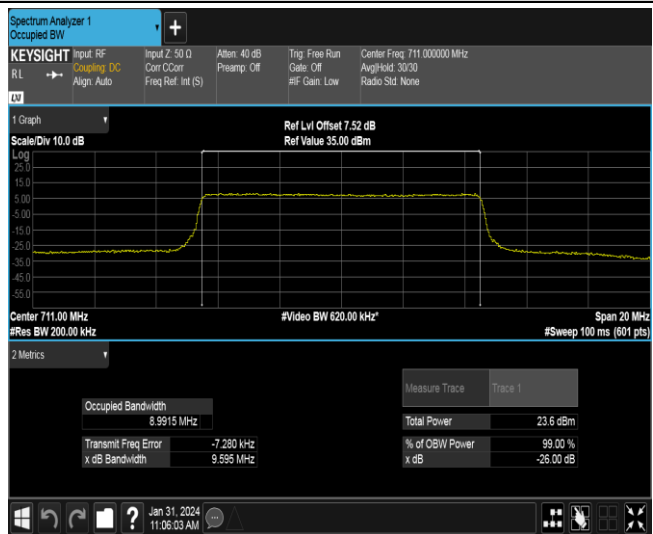 Spectrum Analyzer 1
Occupied BW
+
KEYSIGHT
RL
LXI
Input: RF
Coupling: DC
Align: Auto
Input Z: 50 Ω
Corr CCorr
Freq Ref: Int (S)
Atten: 40 dB
Preamp: Off
Trig: Free Run
Gate: Off
#IF Gain: Low
Center Freq: 711.000000 MHz
Avg|Hold: 30/30
Radio Std: None
1 Graph
Scale/Div 10.0 dB
Ref Lvl Offset 7.52 dB
Ref Value 35.00 dBm
Log
25.0
15.0
5.00
-5.00
-15.0
-25.0
-35.0
-45.0
-55.0
Center 711.00 MHz
#Video BW 620.00 kHz*
Span 20 MHz
#Res BW 200.00 kHz
#Sweep 100 ms (601 pts)
2 Metrics
Measure Trace Trace 1
Occupied Bandwidth
8.9915 MHz
Total Power 23.6 dBm
Transmit Freq Error -7.280 kHz
% of OBW Power 99.00 %
x dB Bandwidth 9.595 MHz
x dB -26.00 dB
?
Jan 31, 2024
11:06:03 AM